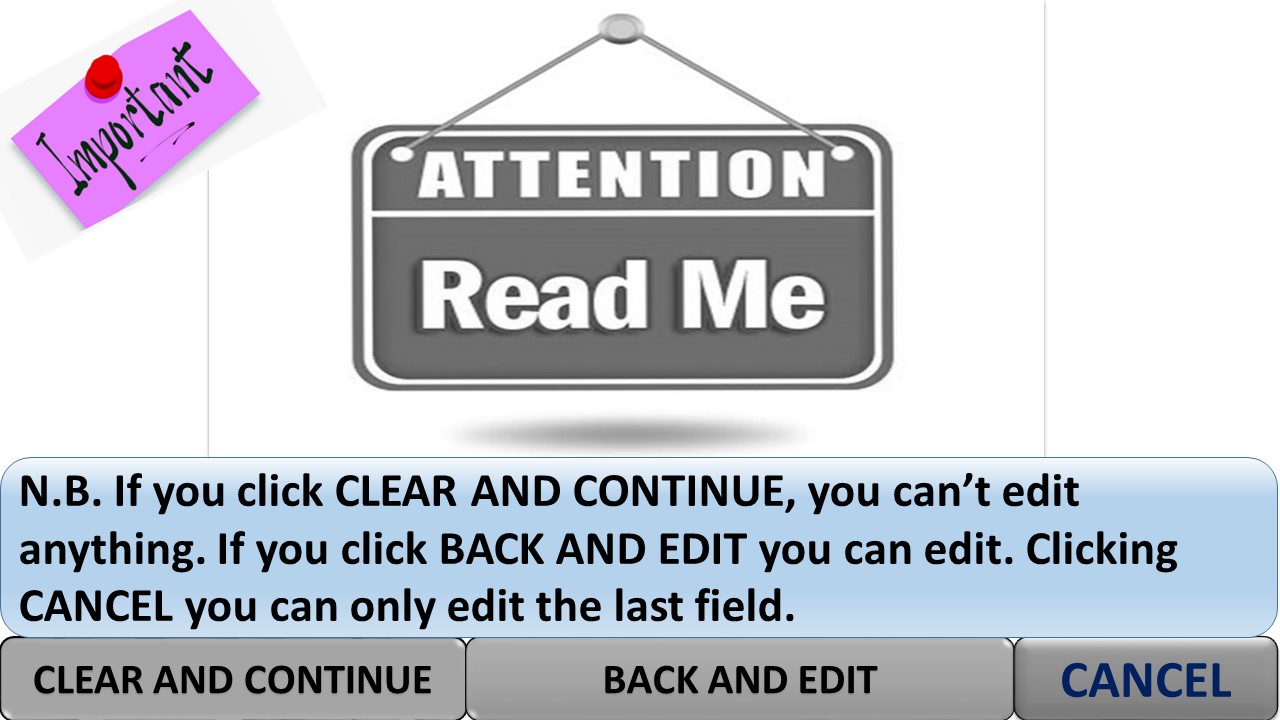 Important
ATTENTION
Read Me
N.B. If you click CLEAR AND CONTINUE, you can’t edit
anything. If you click BACK AND EDIT you can edit. Clicking
CANCEL you can only edit the last field.
CLEAR AND CONTINUE
BACK AND EDIT
CANCEL